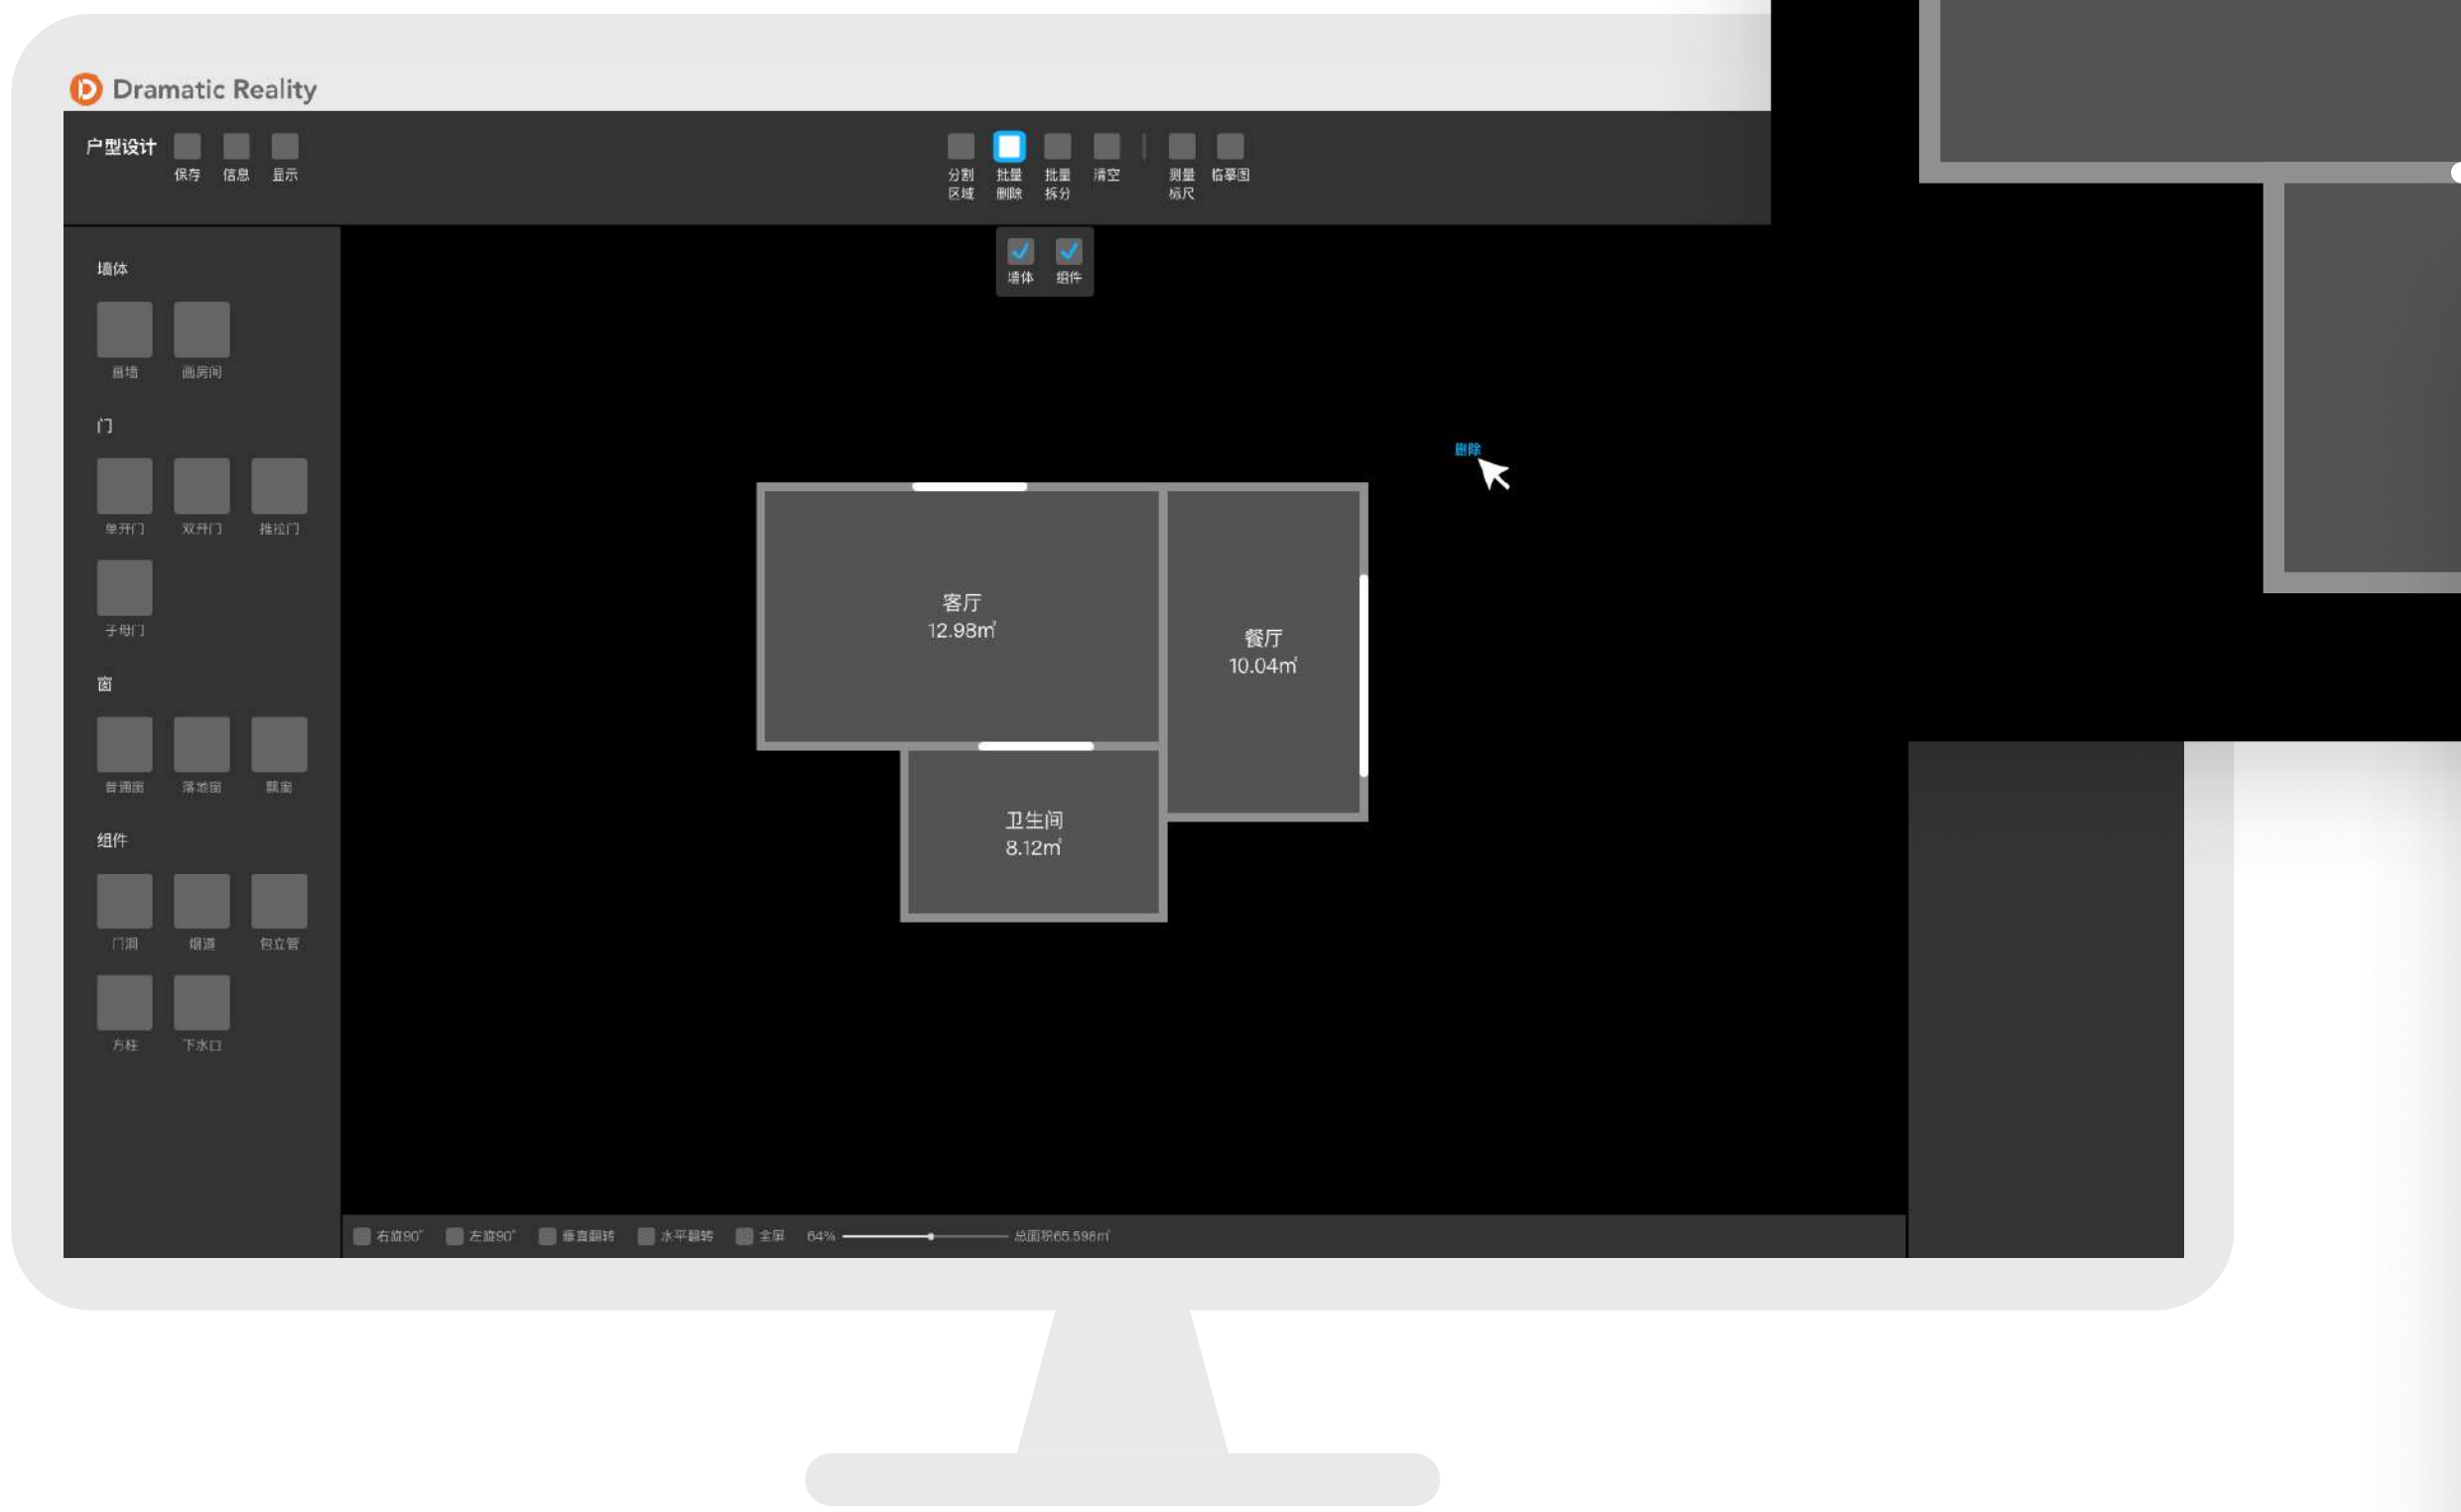 Dramatic Reality
户型设计
保存 信息 显示
分割区域 批量删除 批量拆分 清空 测量标尺 临摹图
墙体 组件
墙体
画墙 画房间
门
单开门 双开门 推拉门
子母门
窗
普通窗 落地窗 飘窗
组件
门洞 烟道 包立管
方柱 下水口
删除
客厅
12.98㎡
餐厅
10.04㎡
卫生间
8.12㎡
右旋90° 左旋90° 垂直翻转 水平翻转 全屏 64% 总面积65.598㎡